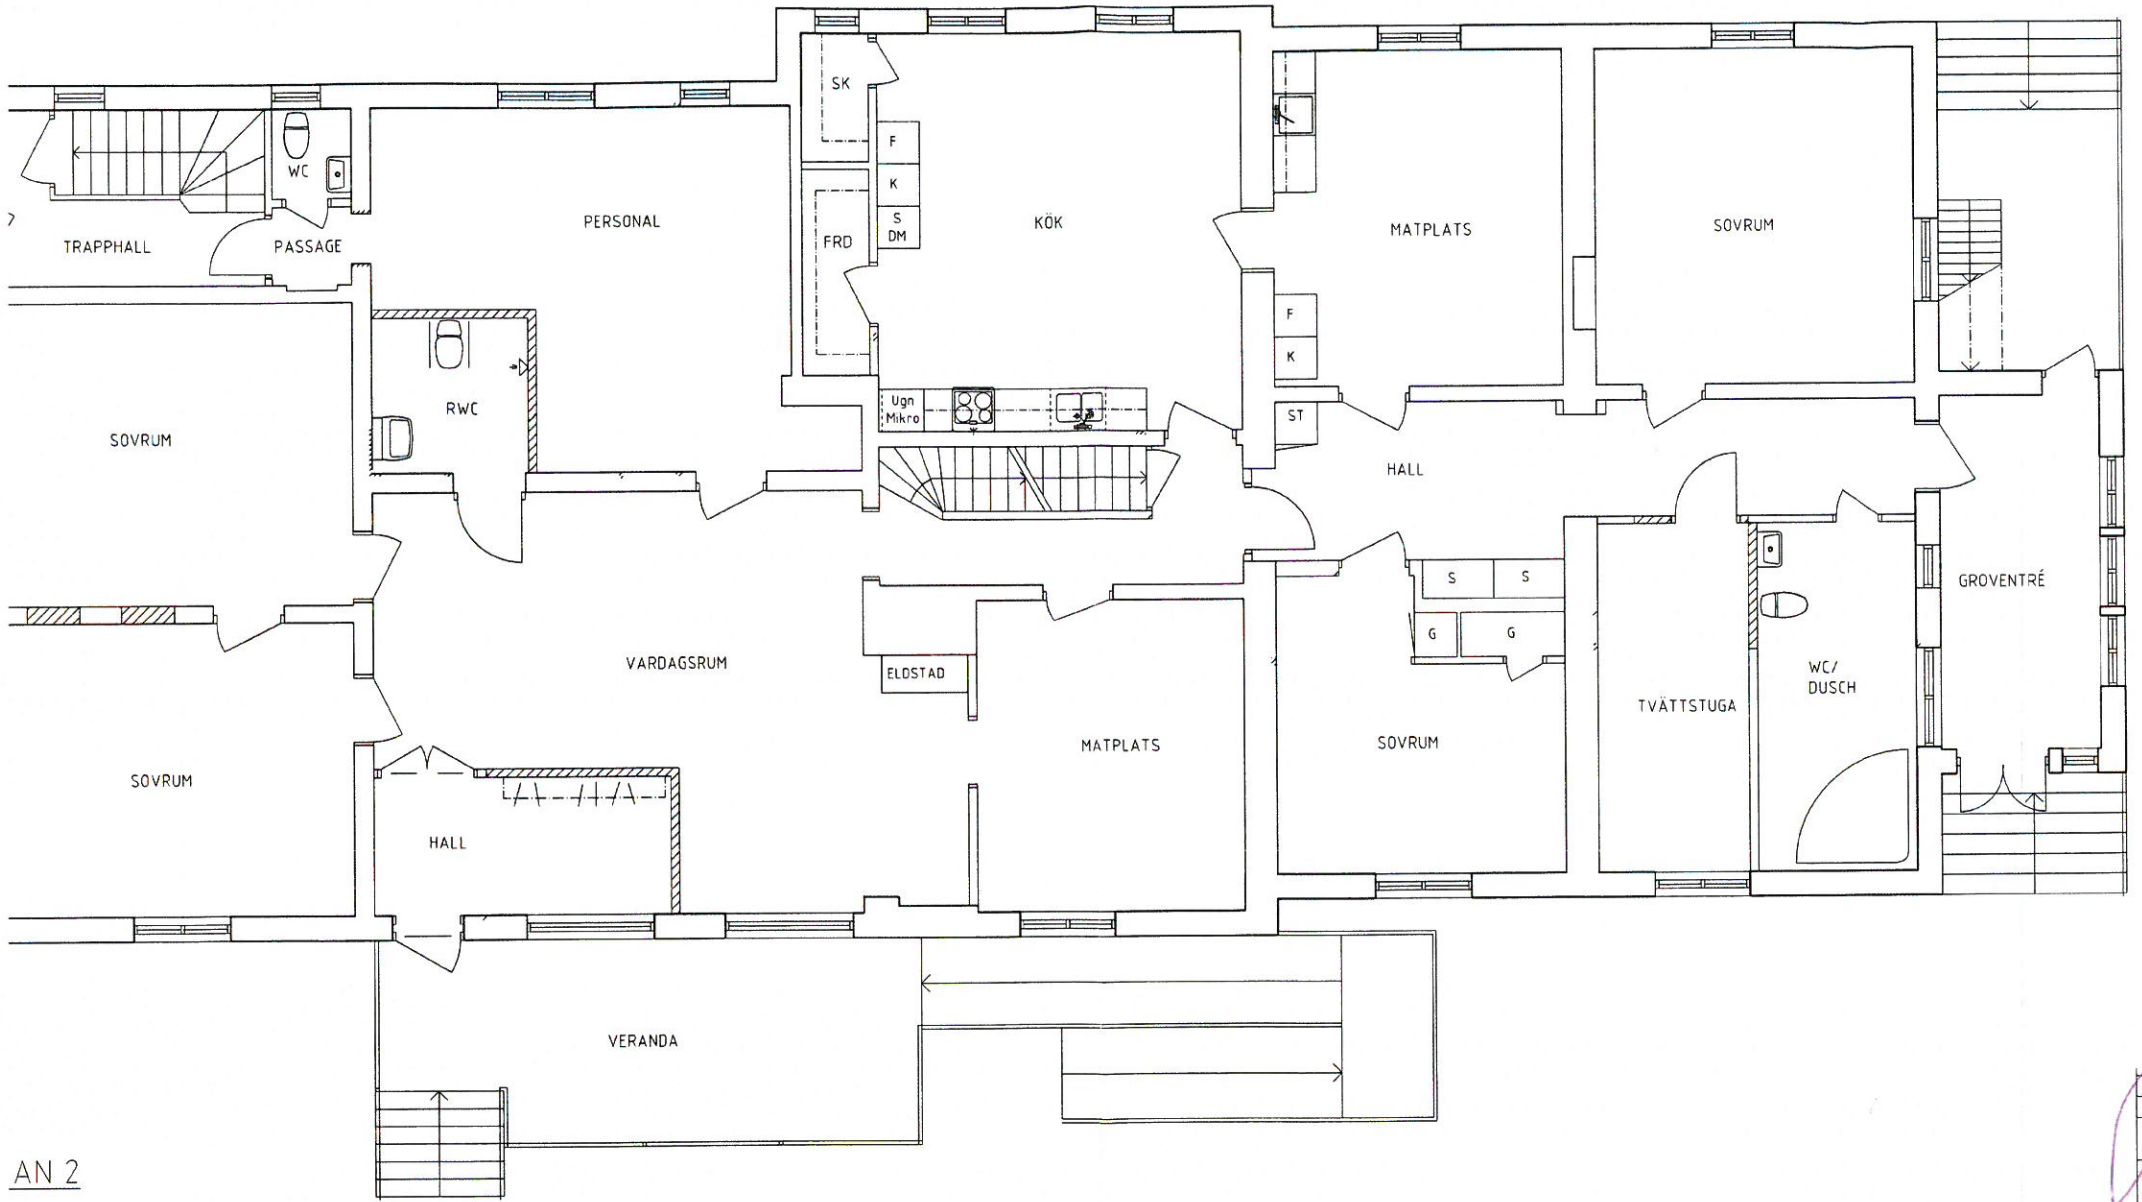 SK
F
WC
K
S
DM
PERSONAL
KÖK
MATPLATS
SOVRUM
FRD
TRAPPHALL
PASSAGE
F
K
RWC
Ugn
Mikro
ST
SOVRUM
HALL
S
S
GROVENTRÉ
G
G
VARDAGSRUM
ELDSTAD
WC/
DUSCH
TVÄTTSTUGA
MATPLATS
SOVRUM
SOVRUM
HALL
VERANDA
AN 2